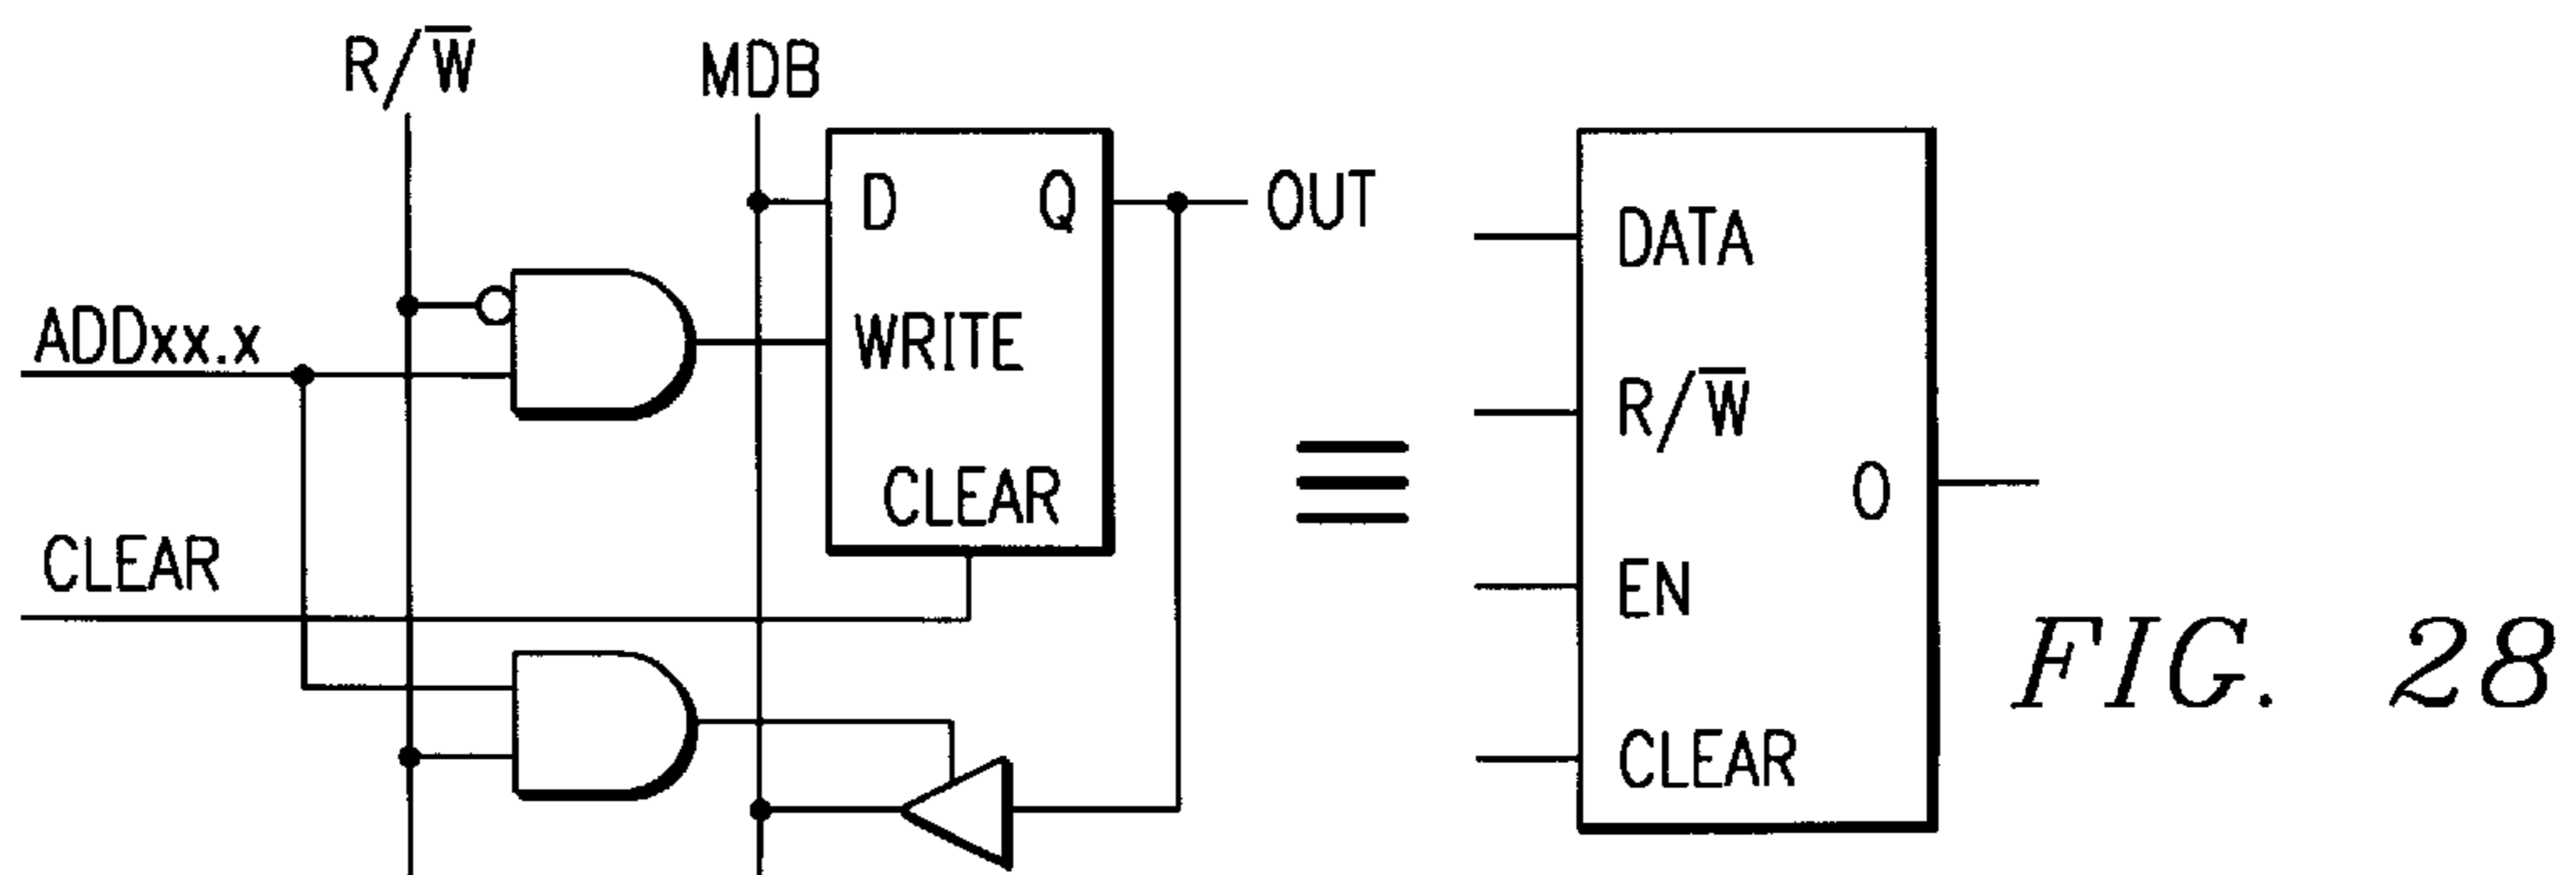 R/W̅
MDB
D
Q
OUT
ADDxx.x
WRITE
CLEAR
CLEAR
DATA
R/W̅
EN
CLEAR
O
FIG. 28